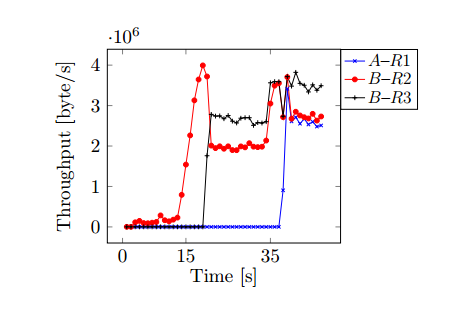 ·10⁶
4
3
2
1
0
Throughput [byte/s]
0 15 35
Time [s]
A–R1
B–R2
B–R3